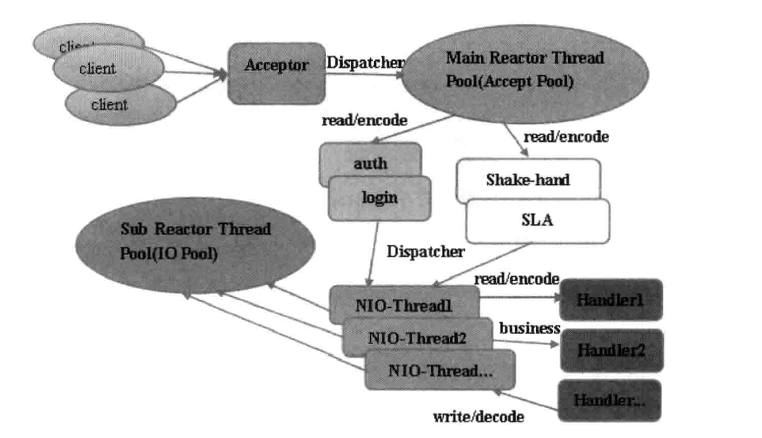 client
client
client
Acceptor
Dispatcher
Main Reactor Thread
Pool(Accept Pool)
read/encode
read/encode
auth
login
Shake-hand
SLA
Sub Reactor Thread
Pool(IO Pool)
Dispatcher
read/encode
NIO-Thread1
NIO-Thread2
NIO-Thread...
business
Handler1
Handler2
Handler...
write/decode